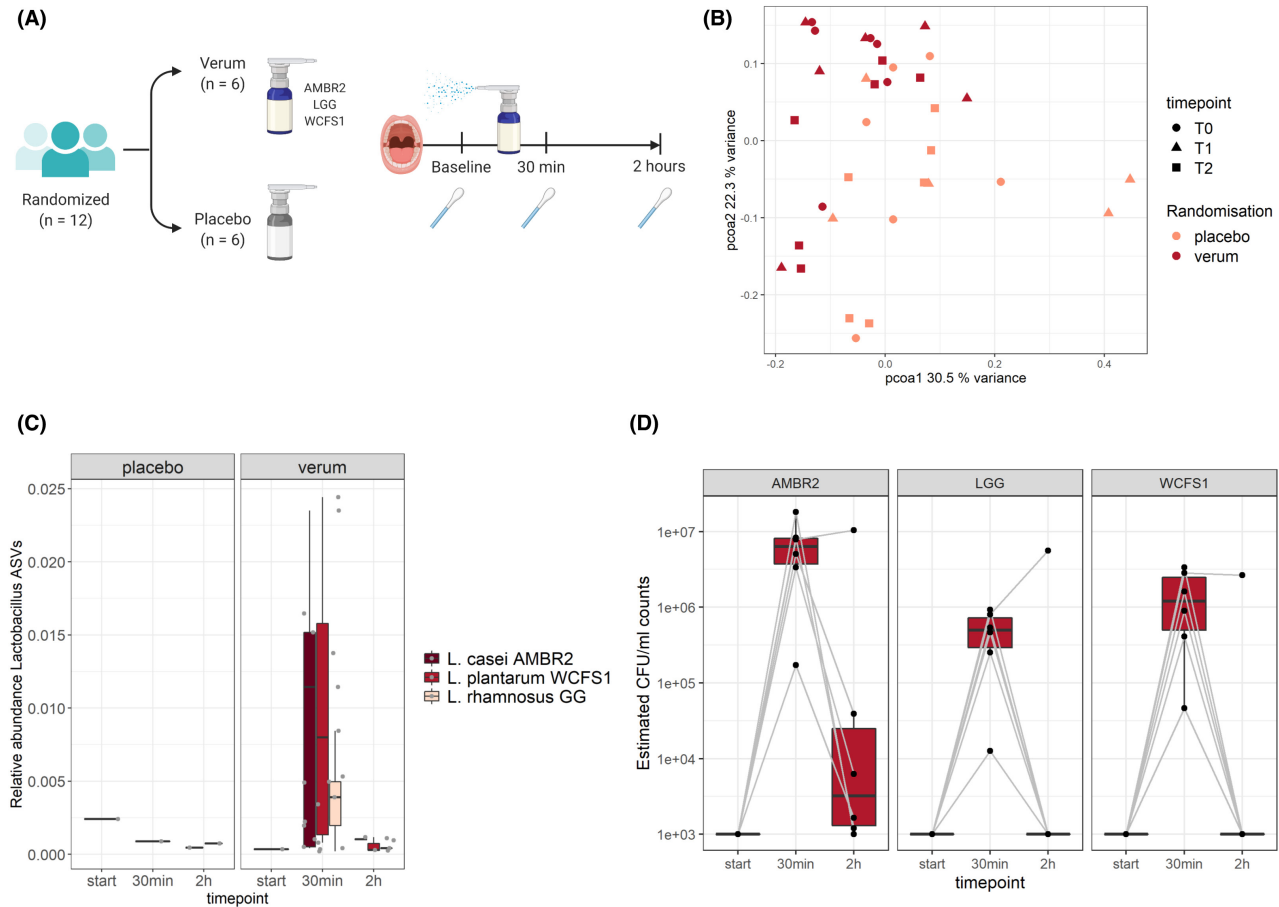 (A)
Verum
(n = 6)
AMBR2
LGG
WCFS1
Randomized
(n = 12)
Placebo
(n = 6)
Baseline
30 min
2 hours
(B)
0.1
0.0
-0.1
-0.2
pcoa2 22.3 % variance
-0.2
0.0
0.2
0.4
pcoa1 30.5 % variance
timepoint
T0
T1
T2
Randomisation
placebo
verum
(C)
placebo
verum
0.025
0.020
0.015
0.010
0.005
0.000
Relative abundance Lactobacillus ASVs
start
30min
2h
start
30min
2h
timepoint
L. casei AMBR2
L. plantarum WCFS1
L. rhamnosus GG
(D)
AMBR2
LGG
WCFS1
1e+07
1e+06
1e+05
1e+04
1e+03
Estimated CFU/ml counts
start
30min
2h
start
30min
2h
start
30min
2h
timepoint